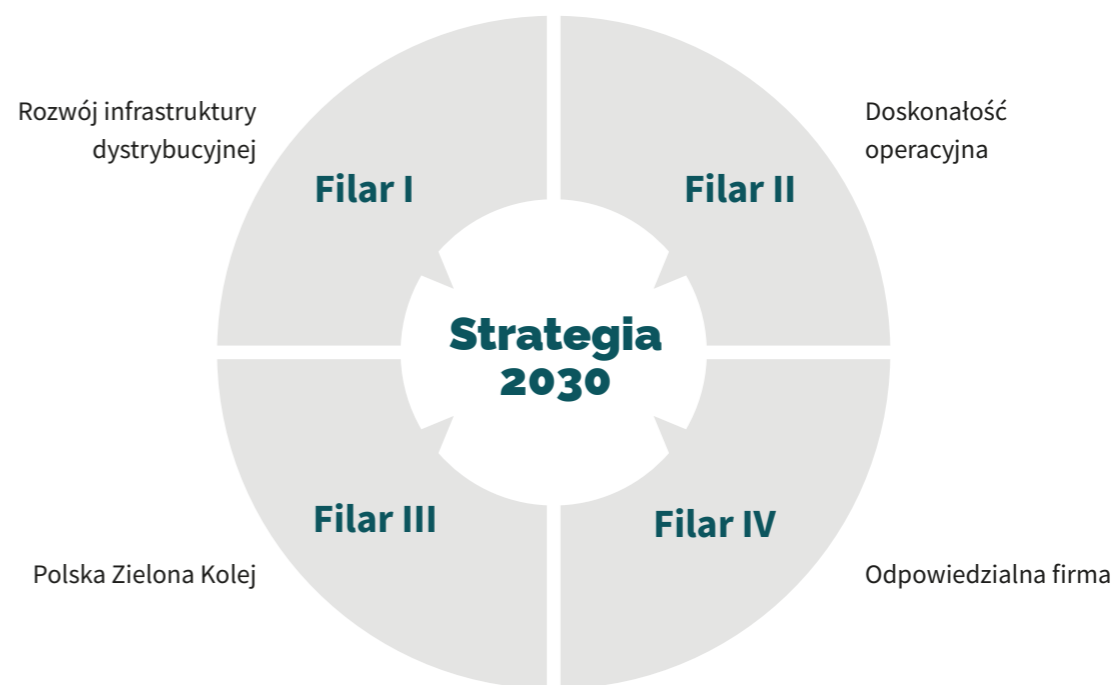 Rozwój infrastruktury
dystrybucyjnej
Filar I
Doskonałość
operacyjna
Filar II
Strategia
2030
Filar III
Polska Zielona Kolej
Filar IV
Odpowiedzialna firma